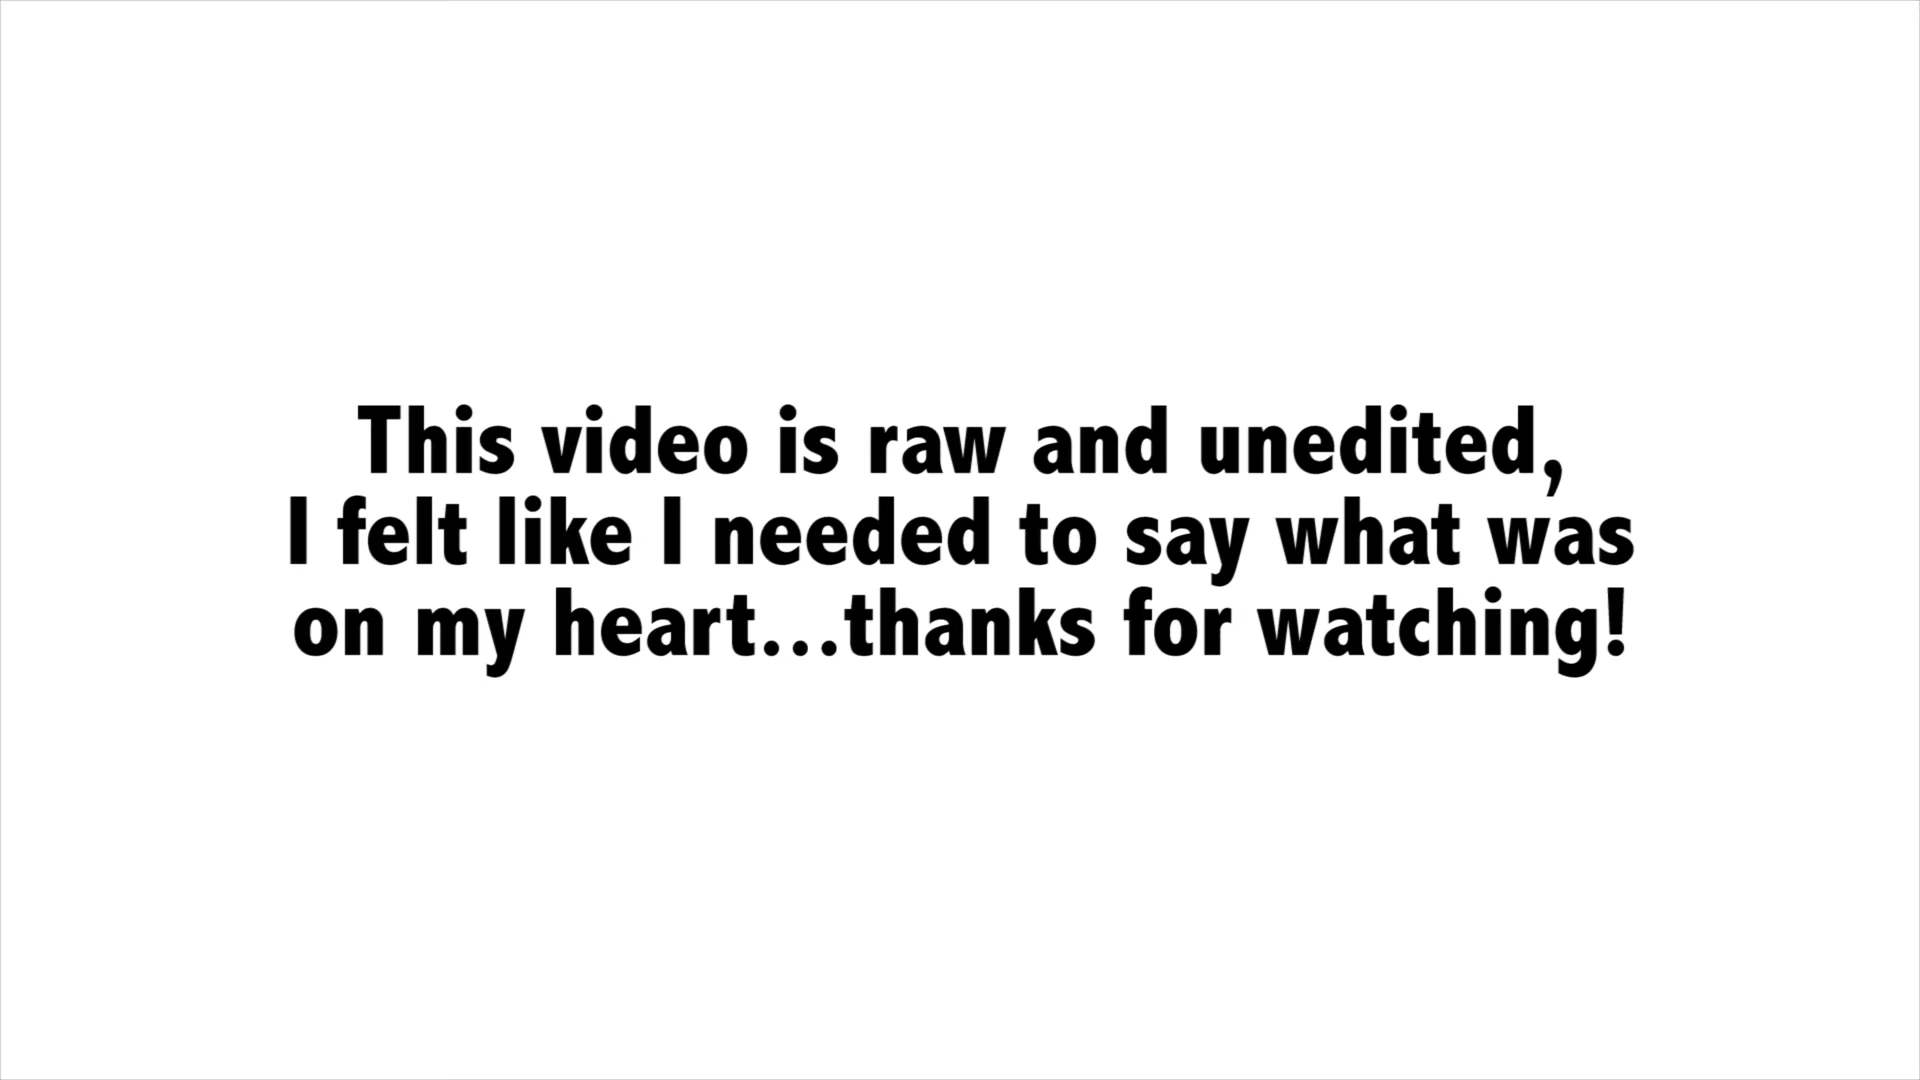 This video is raw and unedited,
I felt like I needed to say what was
on my heart...thanks for watching!